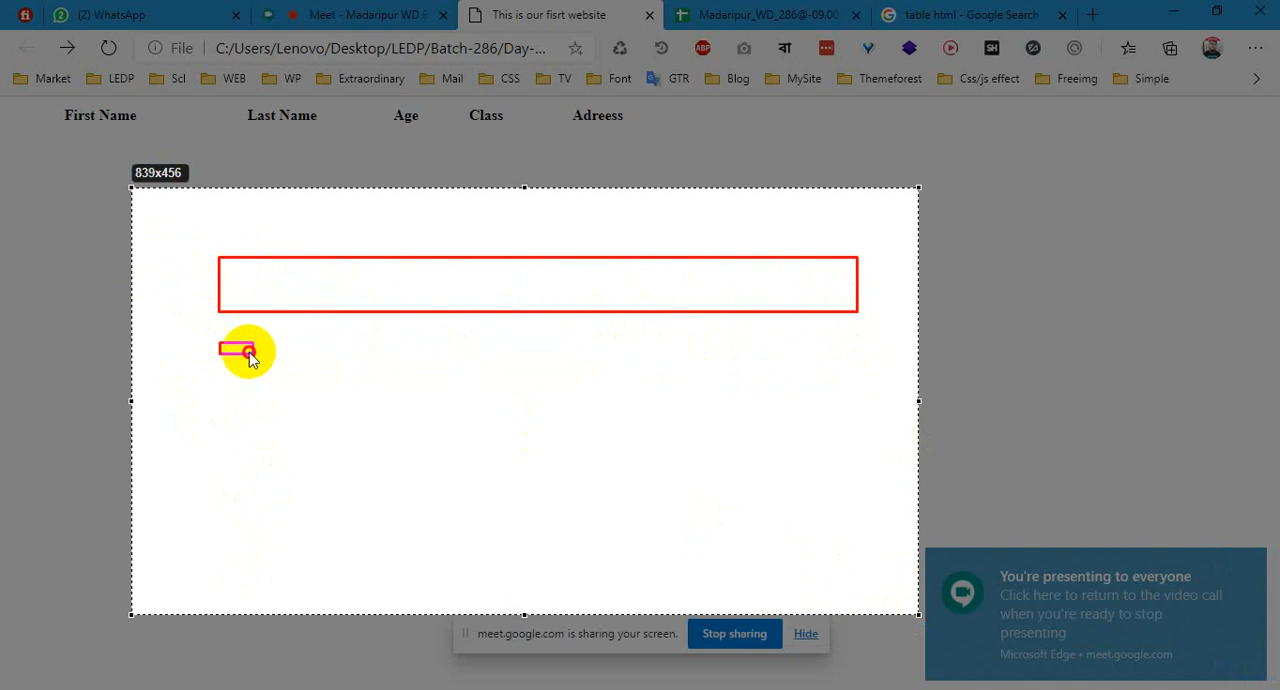 (2) WhatsApp
Meet - Madaripur WD
This is our fisrt website
Madaripur_WD_286@-09.00
table html - Google Search
File
C:/Users/Lenovo/Desktop/LEDP/Batch-286/Day-...
ABP
বা
SH
Market
LEDP
Scl
WEB
WP
Extraordinary
Mail
CSS
TV
Font
GTR
Blog
MySite
Themeforest
Css/js effect
Freeimg
Simple
First Name
Last Name
Age
Class
Adreess
839x456
You're presenting to everyone
Click here to return to the video call
when you're ready to stop
presenting
Microsoft Edge • meet.google.com
meet.google.com is sharing your screen.
Stop sharing
Hide